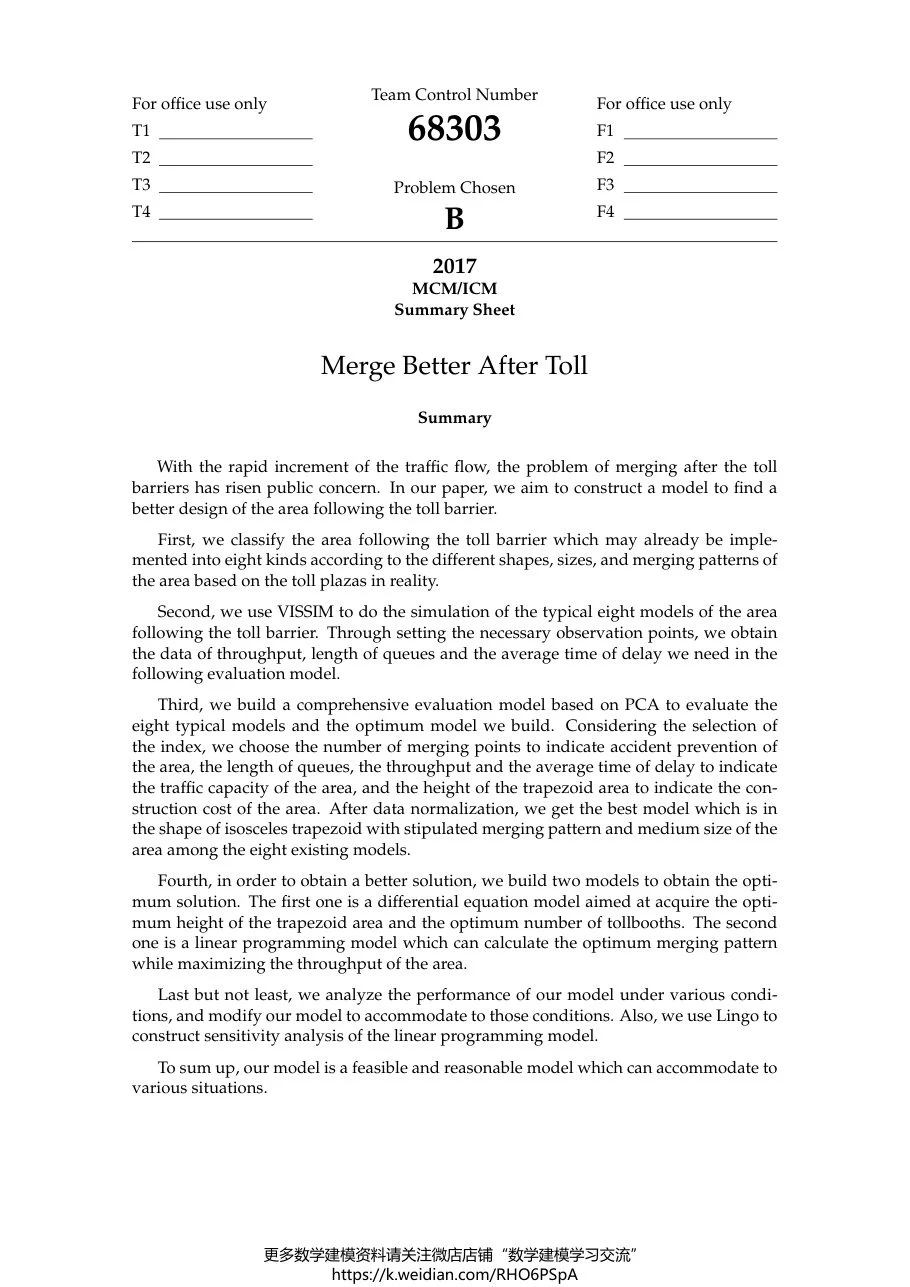 For office use only
T1
T2
T3
T4
Team Control Number
68303
Problem Chosen
B
For office use only
F1
F2
F3
F4
2017
MCM/ICM
Summary Sheet
Merge Better After Toll
Summary
With the rapid increment of the traffic flow, the problem of merging after the toll
barriers has risen public concern. In our paper, we aim to construct a model to find a
better design of the area following the toll barrier.
First, we classify the area following the toll barrier which may already be imple-
mented into eight kinds according to the different shapes, sizes, and merging patterns of
the area based on the toll plazas in reality.
Second, we use VISSIM to do the simulation of the typical eight models of the area
following the toll barrier. Through setting the necessary observation points, we obtain
the data of throughput, length of queues and the average time of delay we need in the
following evaluation model.
Third, we build a comprehensive evaluation model based on PCA to evaluate the
eight typical models and the optimum model we build. Considering the selection of
the index, we choose the number of merging points to indicate accident prevention of
the area, the length of queues, the throughput and the average time of delay to indicate
the traffic capacity of the area, and the height of the trapezoid area to indicate the con-
struction cost of the area. After data normalization, we get the best model which is in
the shape of isosceles trapezoid with stipulated merging pattern and medium size of the
area among the eight existing models.
Fourth, in order to obtain a better solution, we build two models to obtain the opti-
mum solution. The first one is a differential equation model aimed at acquire the opti-
mum height of the trapezoid area and the optimum number of tollbooths. The second
one is a linear programming model which can calculate the optimum merging pattern
while maximizing the throughput of the area.
Last but not least, we analyze the performance of our model under various condi-
tions, and modify our model to accommodate to those conditions. Also, we use Lingo to
construct sensitivity analysis of the linear programming model.
To sum up, our model is a feasible and reasonable model which can accommodate to
various situations.
更多数学建模资料请关注微店店铺“数学建模学习交流”
https://k.weidian.com/RHO6PSpA